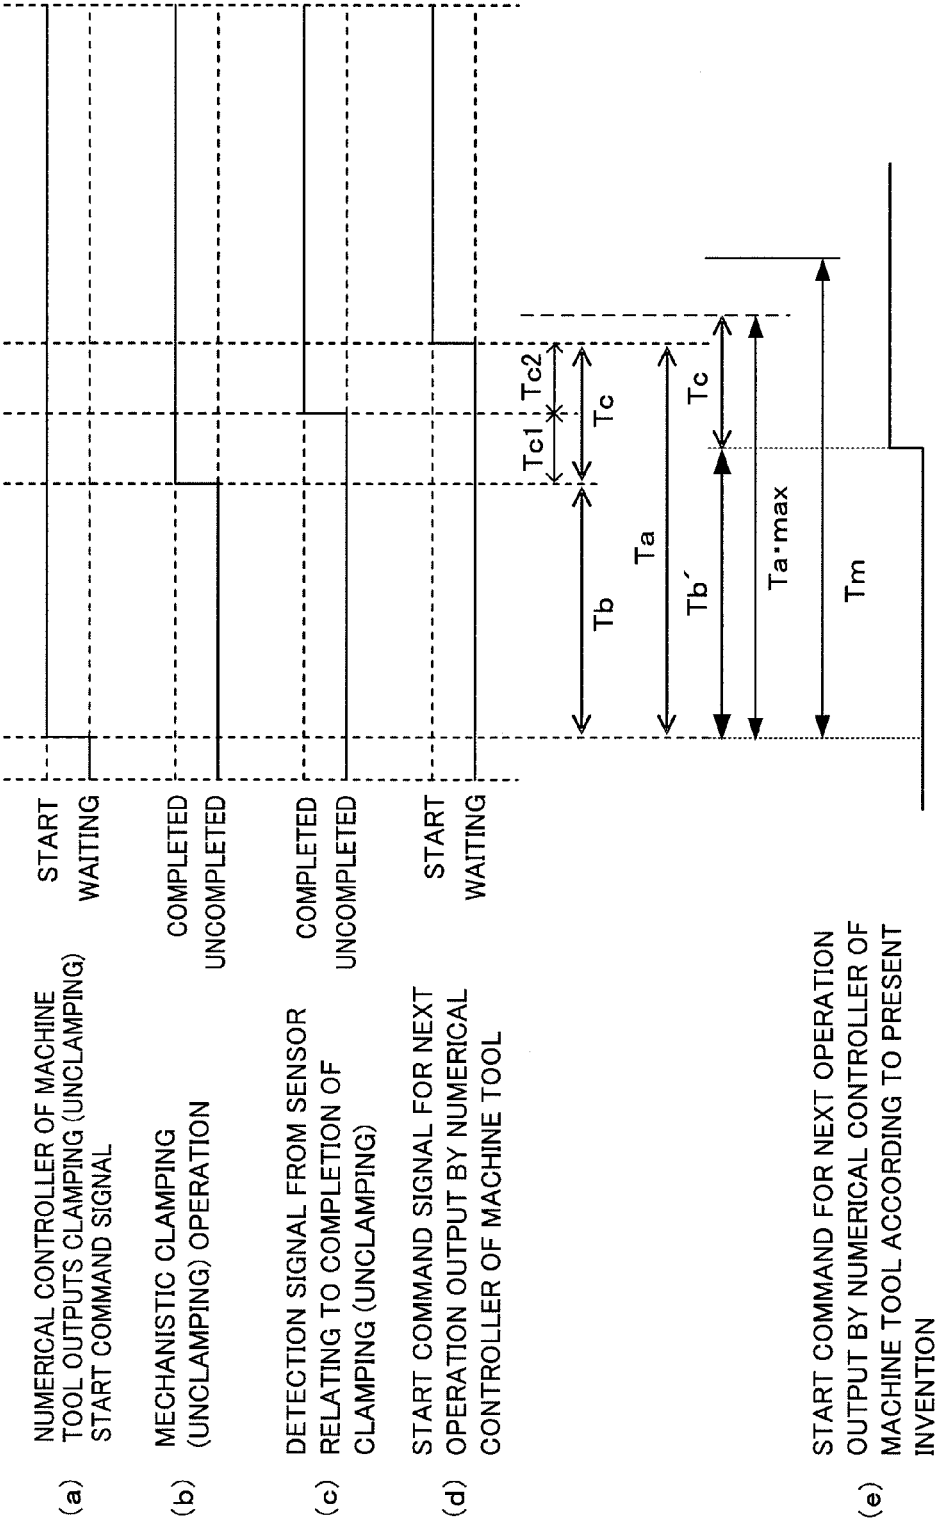 (a)
NUMERICAL CONTROLLER OF MACHINE
TOOL OUTPUTS CLAMPING (UNCLAMPING)
START COMMAND SIGNAL
START
WAITING
(b)
MECHANISTIC CLAMPING
(UNCLAMPING) OPERATION
COMPLETED
UNCOMPLETED
(c)
DETECTION SIGNAL FROM SENSOR
RELATING TO COMPLETION OF
CLAMPING (UNCLAMPING)
COMPLETED
UNCOMPLETED
(d)
START COMMAND SIGNAL FOR NEXT
OPERATION OUTPUT BY NUMERICAL
CONTROLLER OF MACHINE TOOL
START
WAITING
Tc1
Tc2
Tb
Tc
Ta
Tb´
Tc
Ta·max
Tm
(e)
START COMMAND FOR NEXT OPERATION
OUTPUT BY NUMERICAL CONTROLLER OF
MACHINE TOOL ACCORDING TO PRESENT
INVENTION